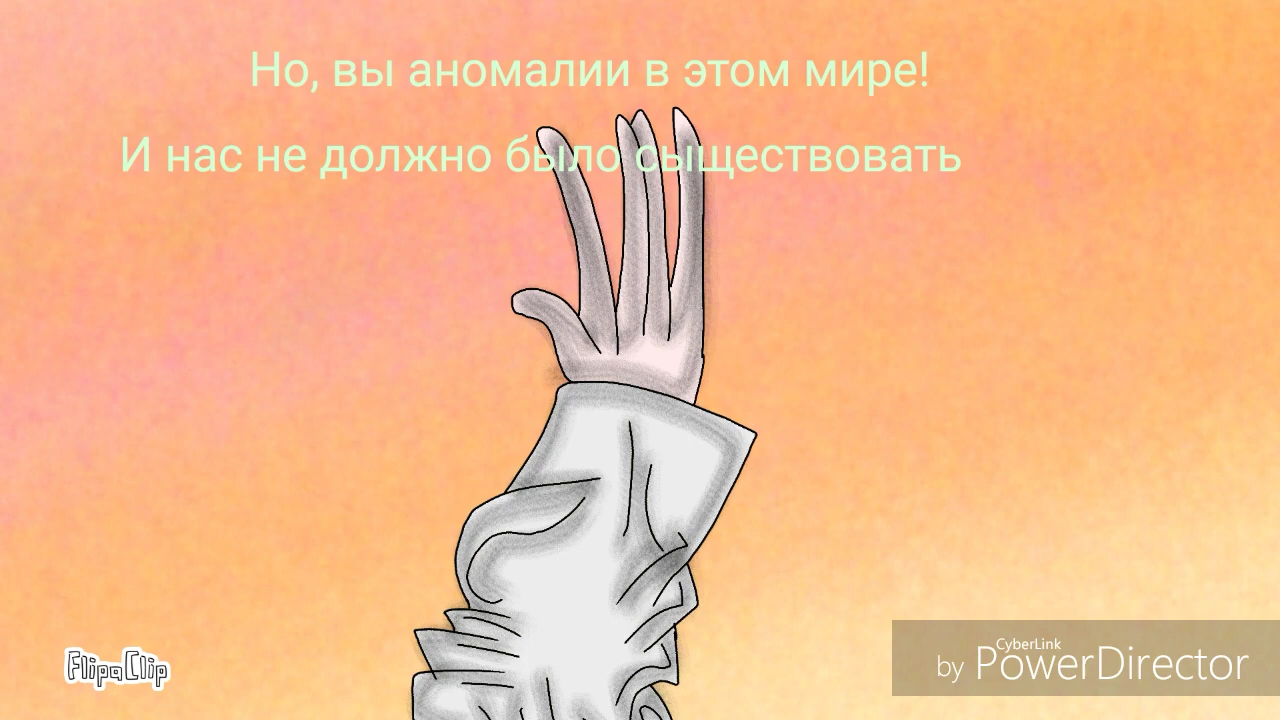 Но, вы аномалии в этом мире!
И нас не должно было сыществовать
FlipaClip
CyberLink
by PowerDirector